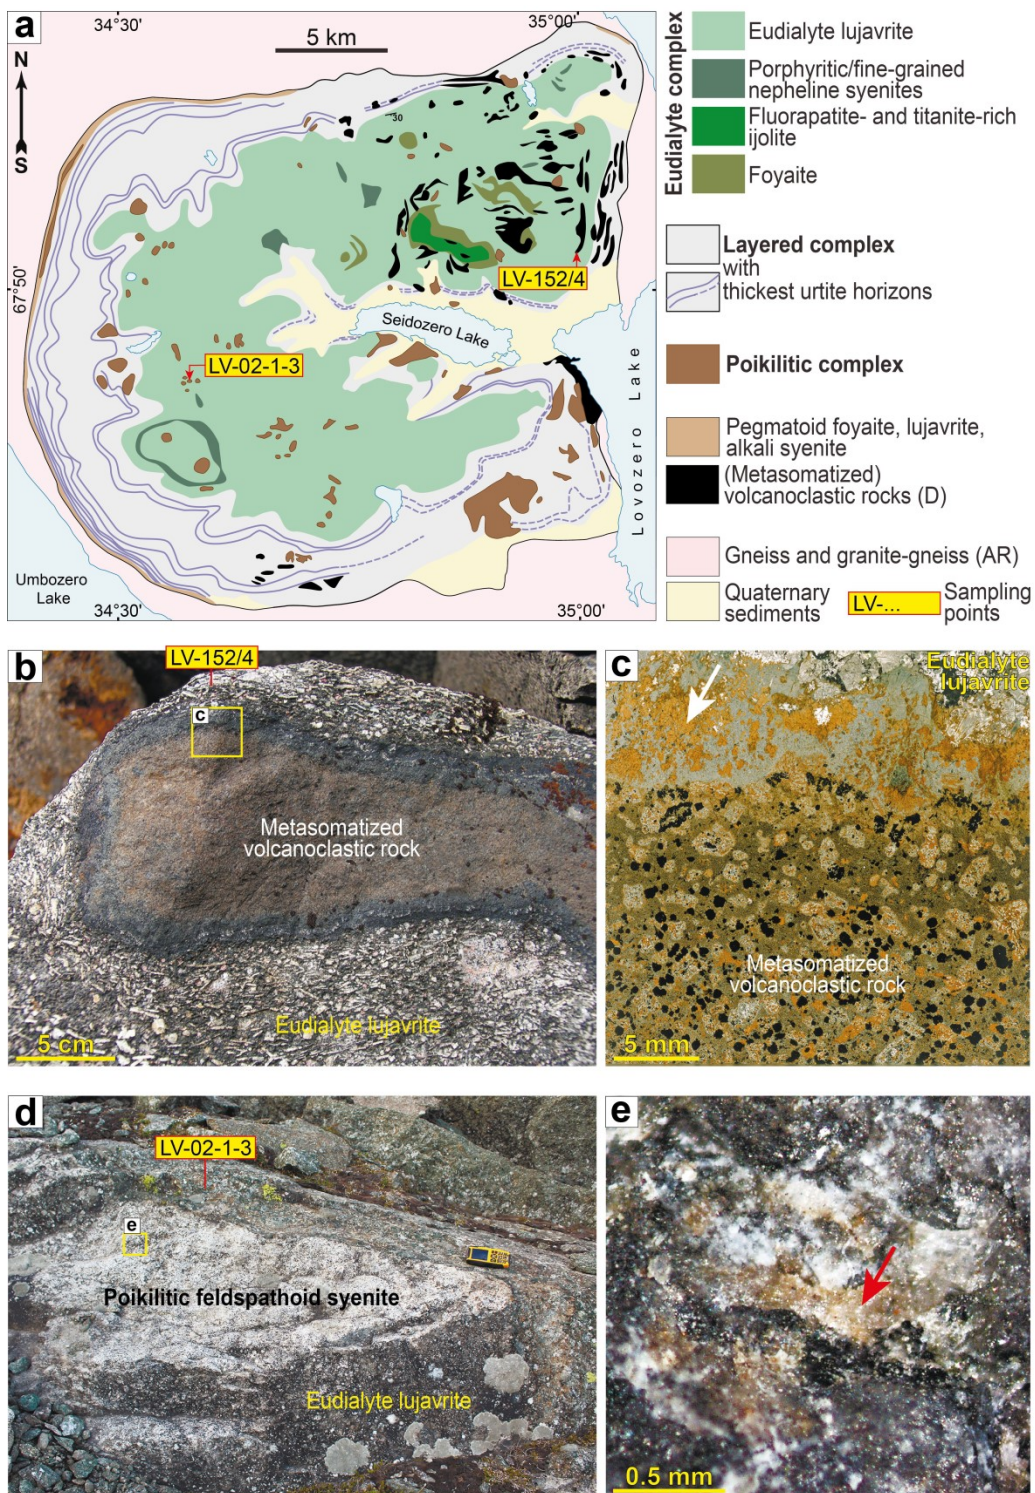 a
34°30'
35°00'
5 km
N
S
30
67°50'
LV-152/4
Seidozero Lake
LV-02-1-3
Lovozero Lake
Umbozero
Lake
34°30'
35°00'
Eudialyte complex
Eudialyte lujavrite
Porphyritic/fine-grained
nepheline syenites
Fluorapatite- and titanite-rich
ijolite
Foyaite
Layered complex
with
thickest urtite horizons
Poikilitic complex
Pegmatoid foyaite, lujavrite,
alkali syenite
(Metasomatized)
volcanoclastic rocks (D)
Gneiss and granite-gneiss (AR)
Quaternary
sediments
LV-...
Sampling
points
b
LV-152/4
c
Metasomatized
volcanoclastic rock
Eudialyte lujavrite
5 cm
c
Eudialyte
lujavrite
Metasomatized
volcanoclastic rock
5 mm
d
LV-02-1-3
e
Poikilitic feldspathoid syenite
Eudialyte lujavrite
e
0.5 mm